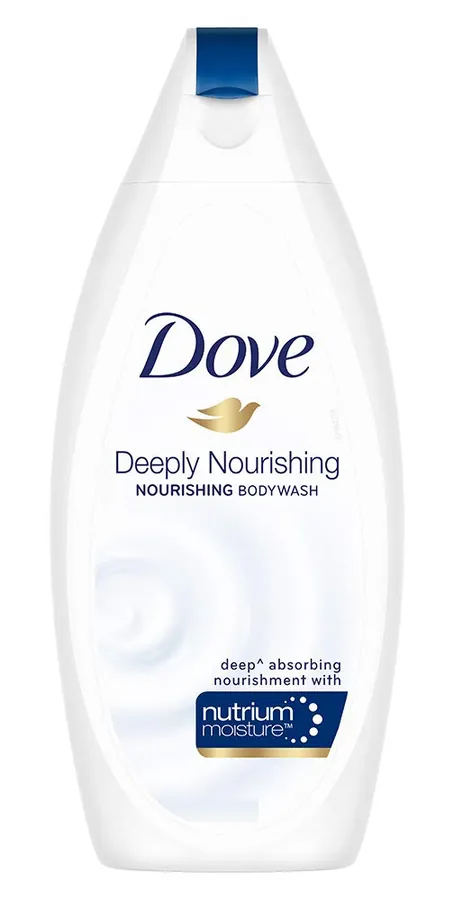 Dove
Deeply Nourishing
NOURISHING BODYWASH
deep^ absorbing
nourishment with
nutrium
moisture™